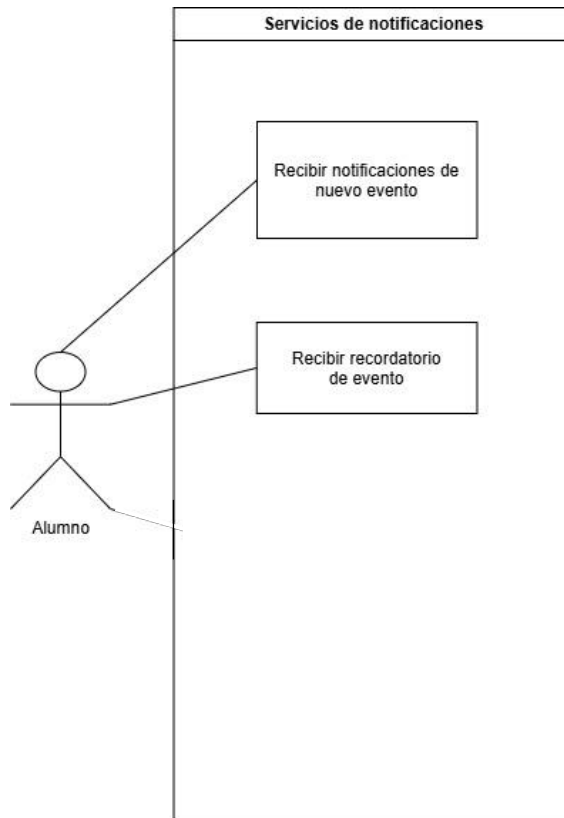 Servicios de notificaciones
Recibir notificaciones de
nuevo evento
Recibir recordatorio
de evento
Alumno